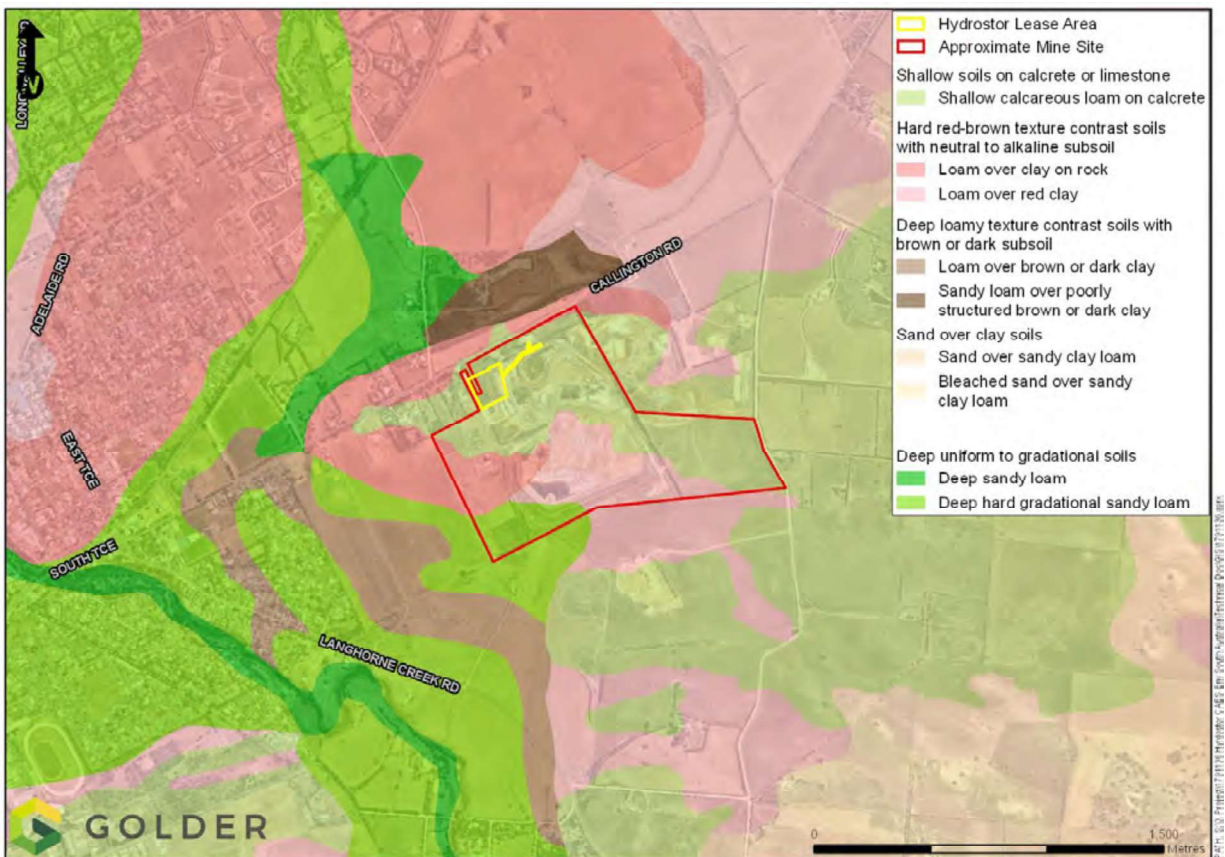 Hydrostor Lease Area
Approximate Mine Site
Shallow soils on calcrete or limestone
Shallow calcareous loam on calcrete
Hard red-brown texture contrast soils
with neutral to alkaline subsoil
Loam over clay on rock
Loam over red clay
Deep loamy texture contrast soils with
brown or dark subsoil
Loam over brown or dark clay
Sandy loam over poorly
structured brown or dark clay
Sand over clay soils
Sand over sandy clay loam
Bleached sand over sandy
clay loam
Deep uniform to gradational soils
Deep sandy loam
Deep hard gradational sandy loam
CALLINGTON RD
ADELAIDE RD
EAST TCE
SOUTH TCE
LANGHORNE CREEK RD
GOLDER
0
1,500
Metres